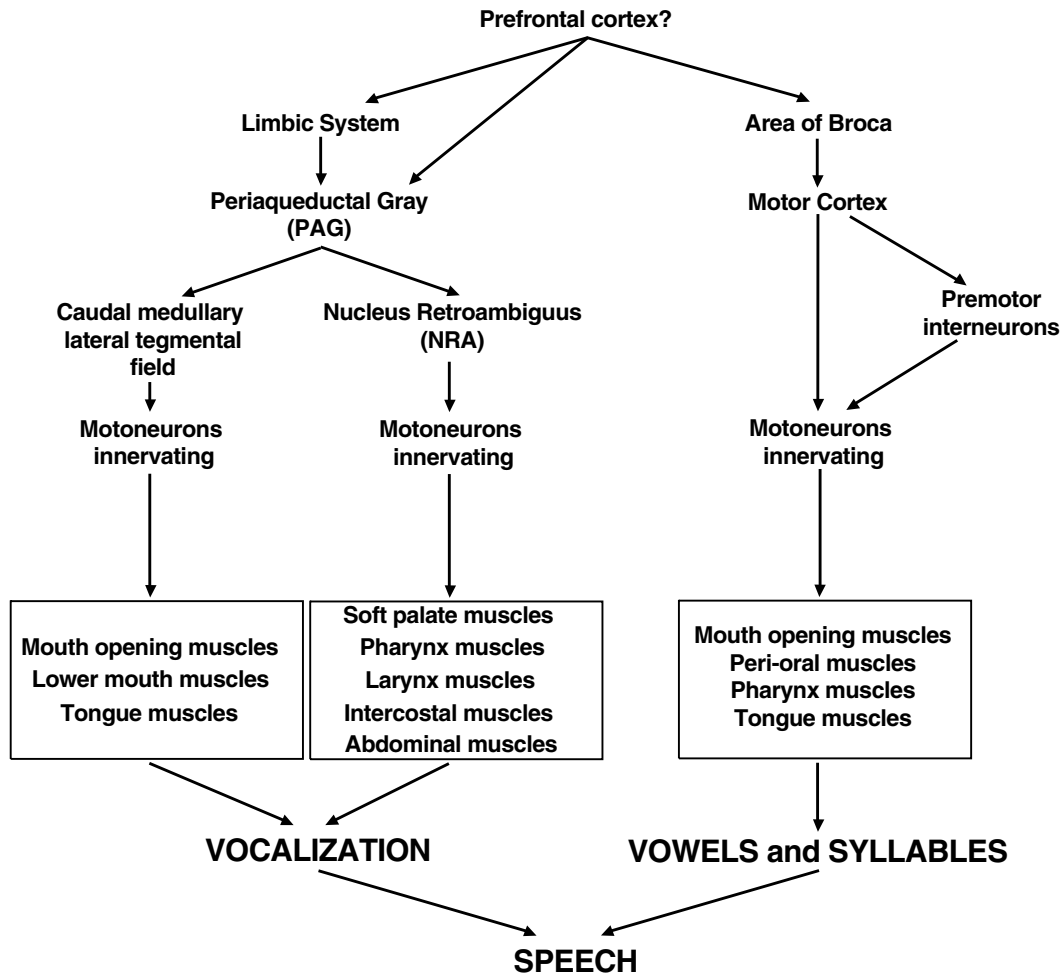 Prefrontal cortex?
Limbic System
Area of Broca
Periaqueductal Gray
(PAG)
Motor Cortex
Caudal medullary
lateral tegmental
field
Nucleus Retroambiguus
(NRA)
Premotor
interneurons
Motoneurons
innervating
Motoneurons
innervating
Motoneurons
innervating
Mouth opening muscles
Lower mouth muscles
Tongue muscles
Soft palate muscles
Pharynx muscles
Larynx muscles
Intercostal muscles
Abdominal muscles
Mouth opening muscles
Peri-oral muscles
Pharynx muscles
Tongue muscles
VOCALIZATION
VOWELS and SYLLABLES
SPEECH